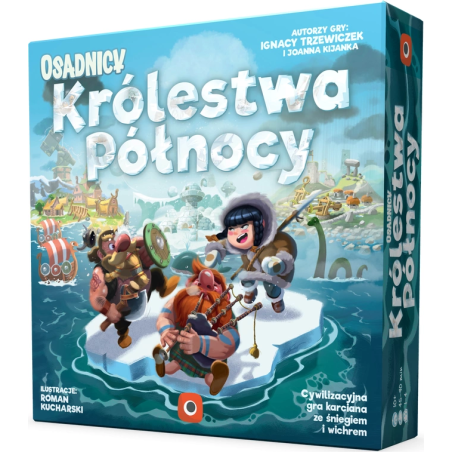 AUTORZY GRY:
IGNACY TRZEWICZEK
I JOANNA KIJANKA
OSADNICY
Królestwa
Północy
ILUSTRACJE:
ROMAN
KUCHARSKI
Cywilizacyjna
gra karciana
ze śniegiem
i wichrem
OSADNICY
Królestwa
Północy
10+